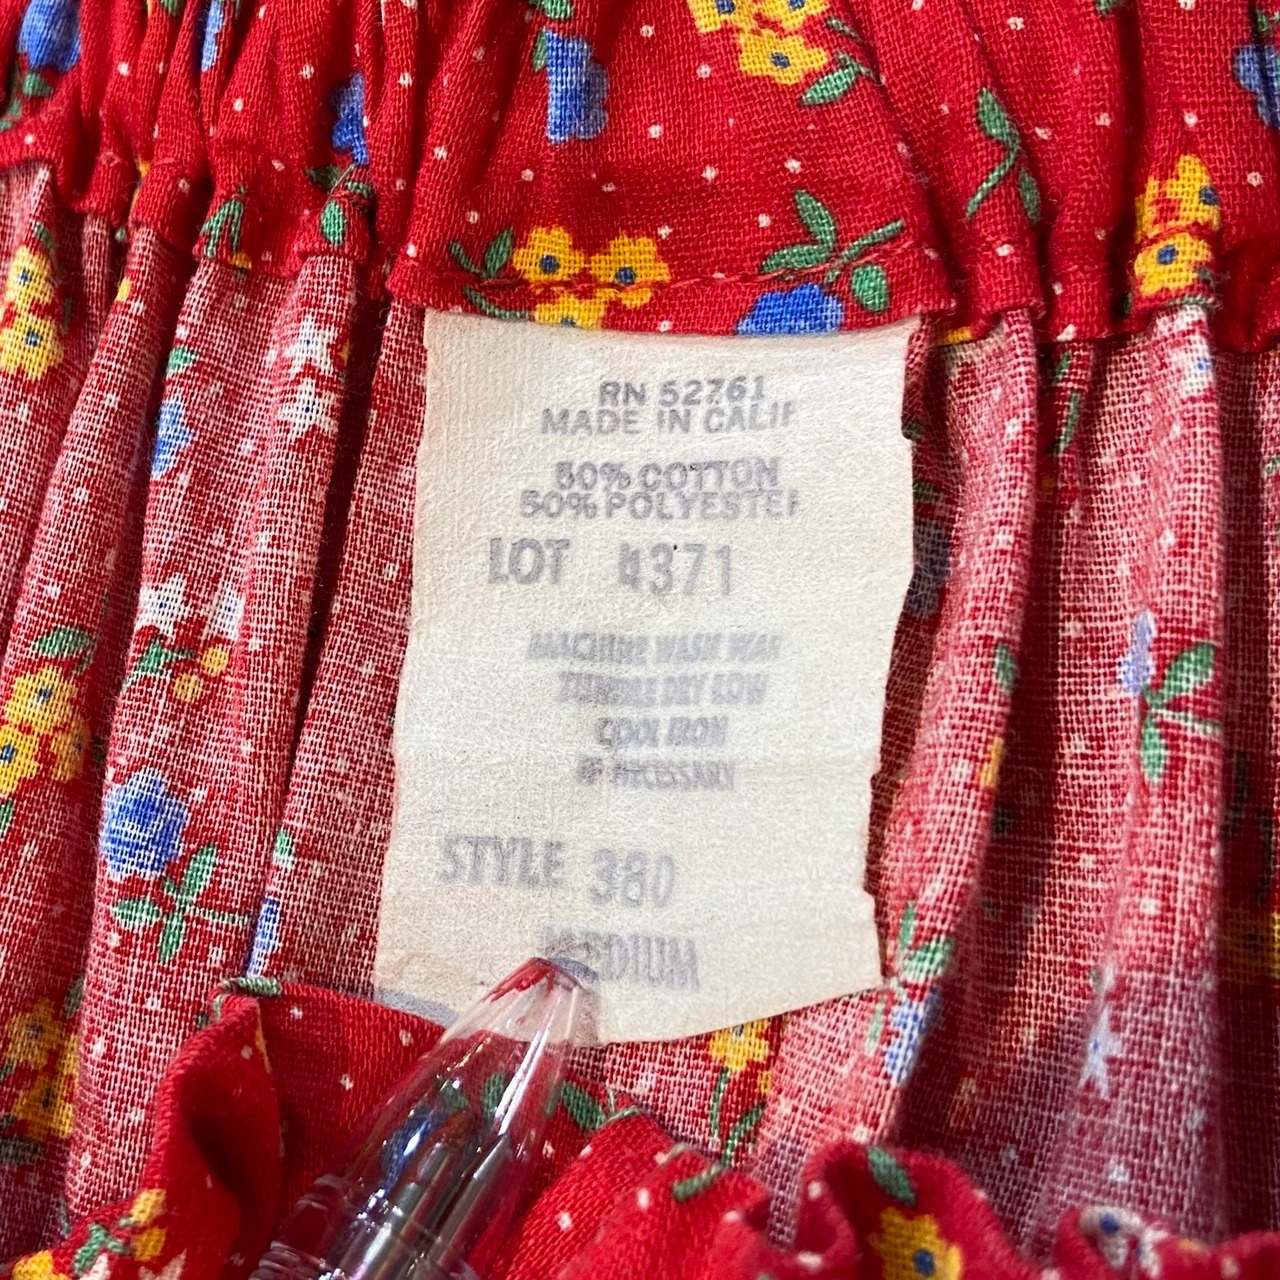 RN 52761
MADE IN CALIF
50% COTTON
50% POLYESTER
LOT 4371
MACHINE WASH WEAR
TUMBLE DRY LOW
COOL IRON
IF NECESSARY
STYLE 380
MEDIUM